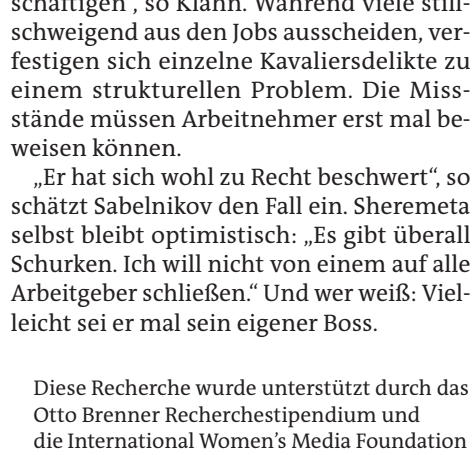 schäftigen“, so Klahn. Während viele still-
schweigend aus den Jobs ausscheiden, ver-
festigen sich einzelne Kavaliersdelikte zu
einem strukturellen Problem. Die Miss-
stände müssen Arbeitnehmer erst mal be-
weisen können.
„Er hat sich wohl zu Recht beschwert“, so
schätzt Sabelnikov den Fall ein. Sheremeta
selbst bleibt optimistisch: „Es gibt überall
Schurken. Ich will nicht von einem auf alle
Arbeitgeber schließen.“ Und wer weiß: Viel-
leicht sei er mal sein eigener Boss.
Diese Recherche wurde unterstützt durch das
Otto Brenner Recherchestipendium und
die International Women’s Media Foundation